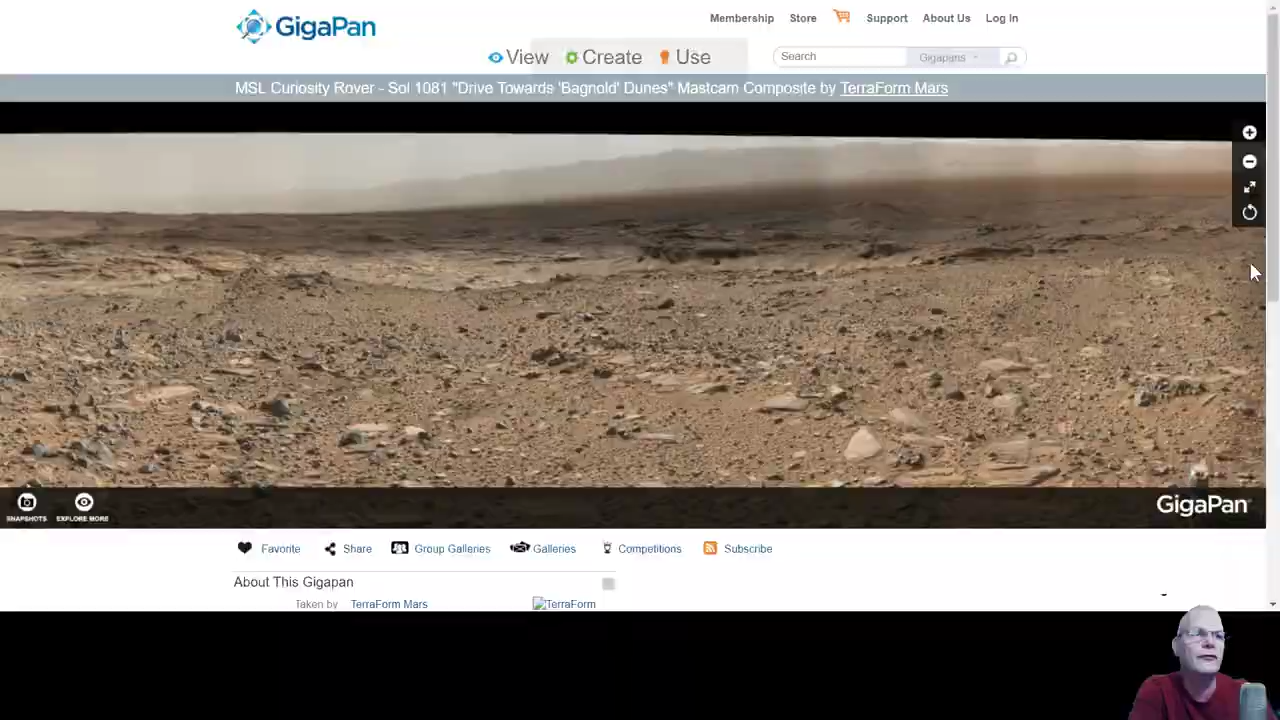 GigaPan
Membership Store Support About Us Log In
View Create Use
Search Gigapans
MSL Curiosity Rover - Sol 1081 "Drive Towards 'Bagnold' Dunes" Mastcam Composite by TerraForm Mars
SNAPSHOTS EXPLORE MORE GigaPan
Favorite Share Group Galleries Galleries Competitions Subscribe
About This Gigapan
Taken by TerraForm Mars TerraForm